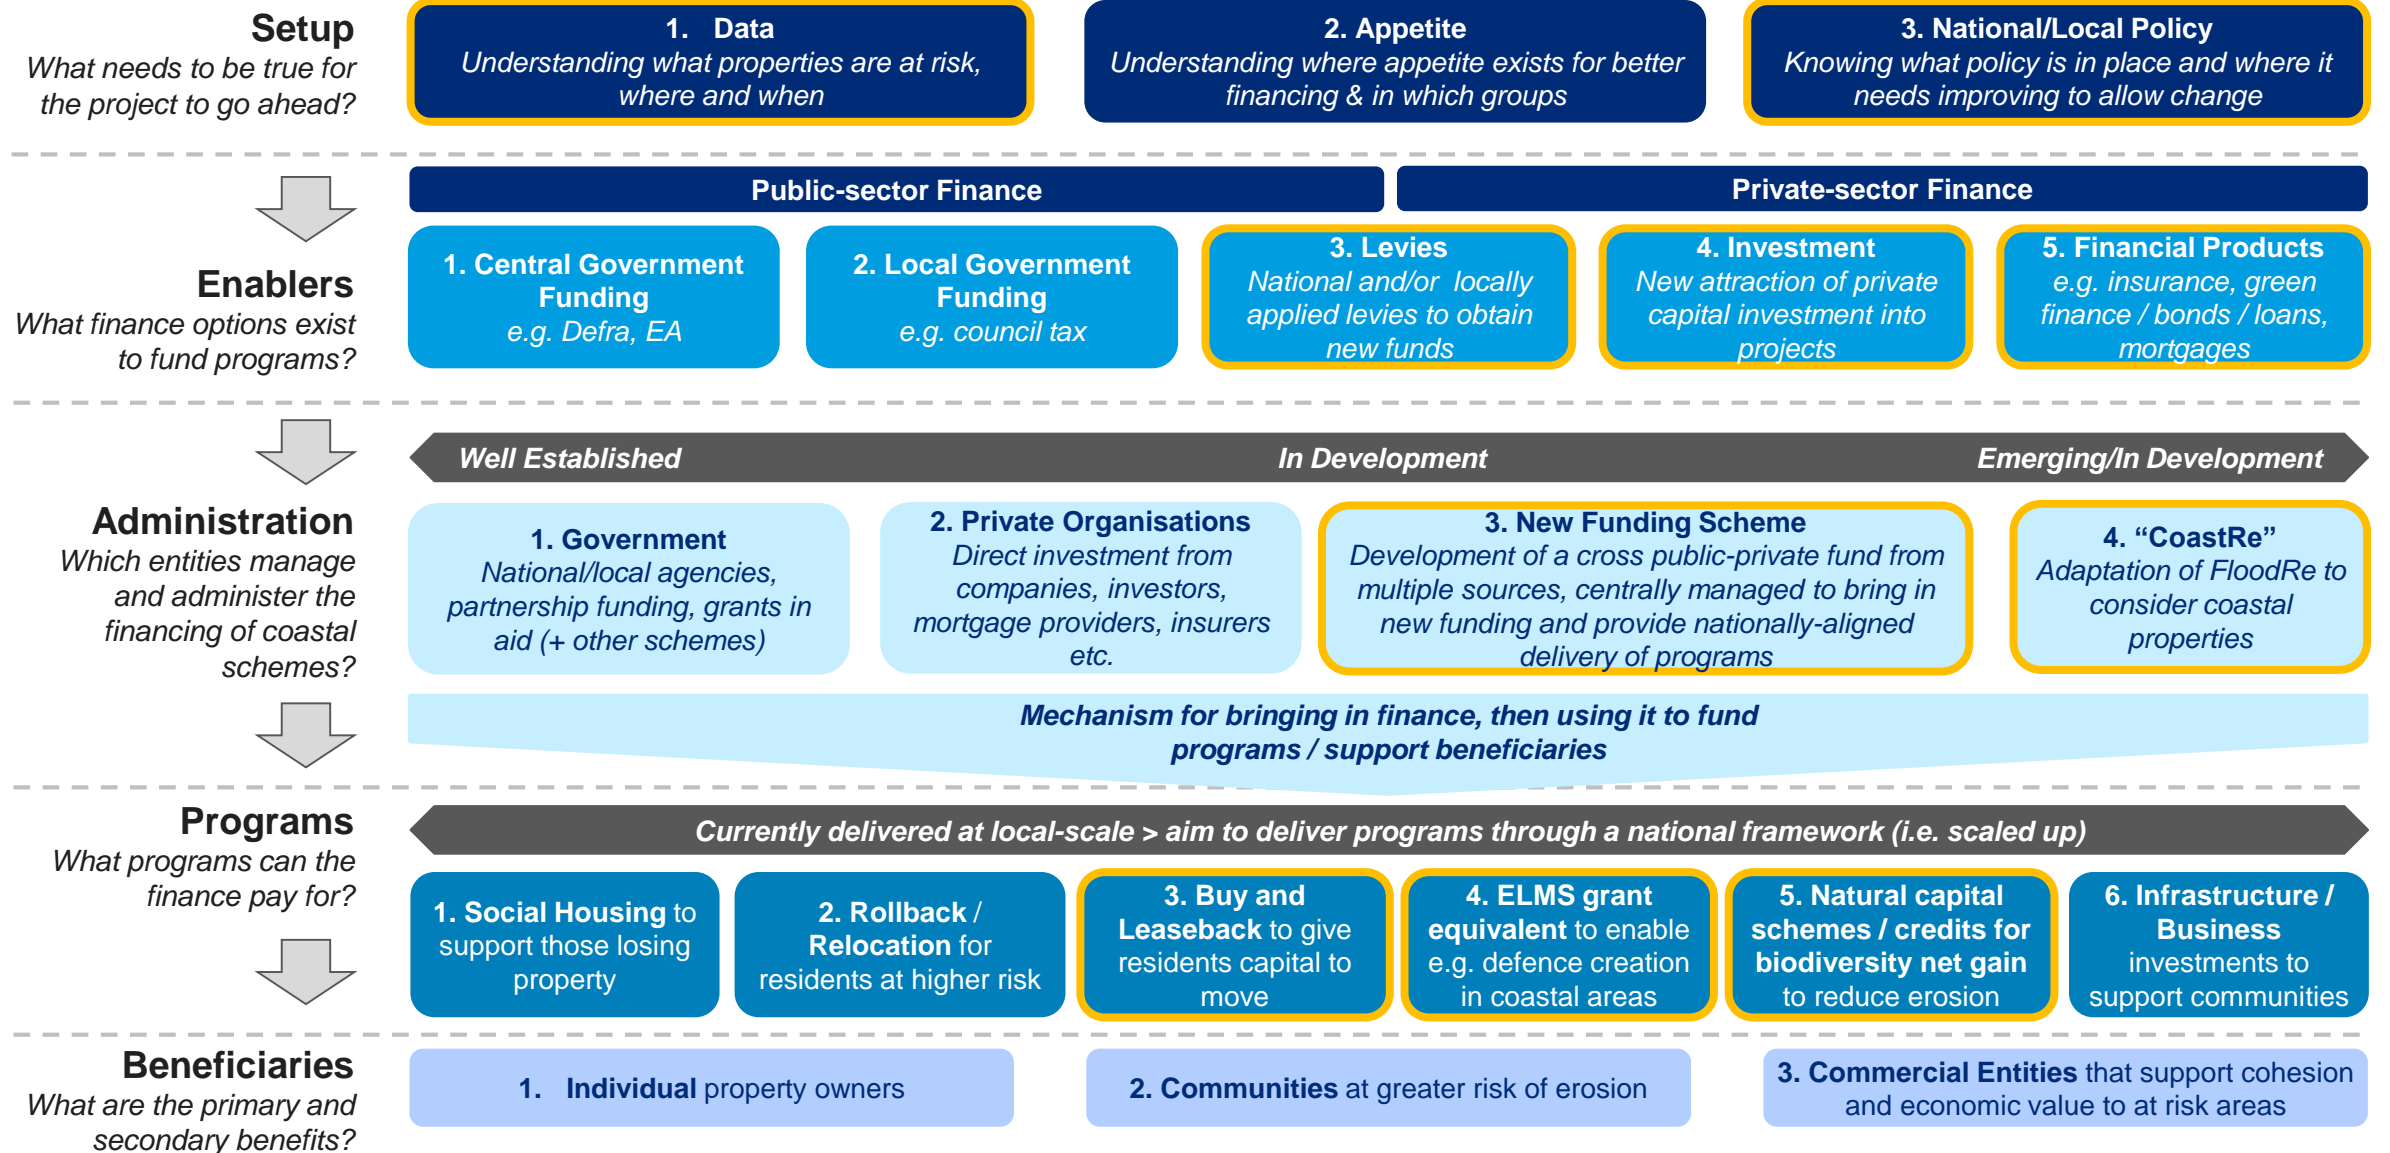 Setup
What needs to be true for
the project to go ahead?
1. Data
Understanding what properties are at risk,
where and when
2. Appetite
Understanding where appetite exists for better
financing & in which groups
3. National/Local Policy
Knowing what policy is in place and where it
needs improving to allow change
Public-sector Finance
Private-sector Finance
Enablers
What finance options exist
to fund programs?
1. Central Government
Funding
e.g. Defra, EA
2. Local Government
Funding
e.g. council tax
3. Levies
National and/or locally
applied levies to obtain
new funds
4. Investment
New attraction of private
capital investment into
projects
5. Financial Products
e.g. insurance, green
finance / bonds / loans,
mortgages
Well Established
In Development
Emerging/In Development
Administration
Which entities manage
and administer the
financing of coastal
schemes?
1. Government
National/local agencies,
partnership funding, grants in
aid (+ other schemes)
2. Private Organisations
Direct investment from
companies, investors,
mortgage providers, insurers
etc.
3. New Funding Scheme
Development of a cross public-private fund from
multiple sources, centrally managed to bring in
new funding and provide nationally-aligned
delivery of programs
4. “CoastRe”
Adaptation of FloodRe to
consider coastal
properties
Mechanism for bringing in finance, then using it to fund
programs / support beneficiaries
Programs
What programs can the
finance pay for?
Currently delivered at local-scale > aim to deliver programs through a national framework (i.e. scaled up)
1. Social Housing to
support those losing
property
2. Rollback /
Relocation for
residents at higher risk
3. Buy and
Leaseback to give
residents capital to
move
4. ELMS grant
equivalent to enable
e.g. defence creation
in coastal areas
5. Natural capital
schemes / credits for
biodiversity net gain
to reduce erosion
6. Infrastructure /
Business
investments to
support communities
Beneficiaries
What are the primary and
secondary benefits?
1. Individual property owners
2. Communities at greater risk of erosion
3. Commercial Entities that support cohesion
and economic value to at risk areas